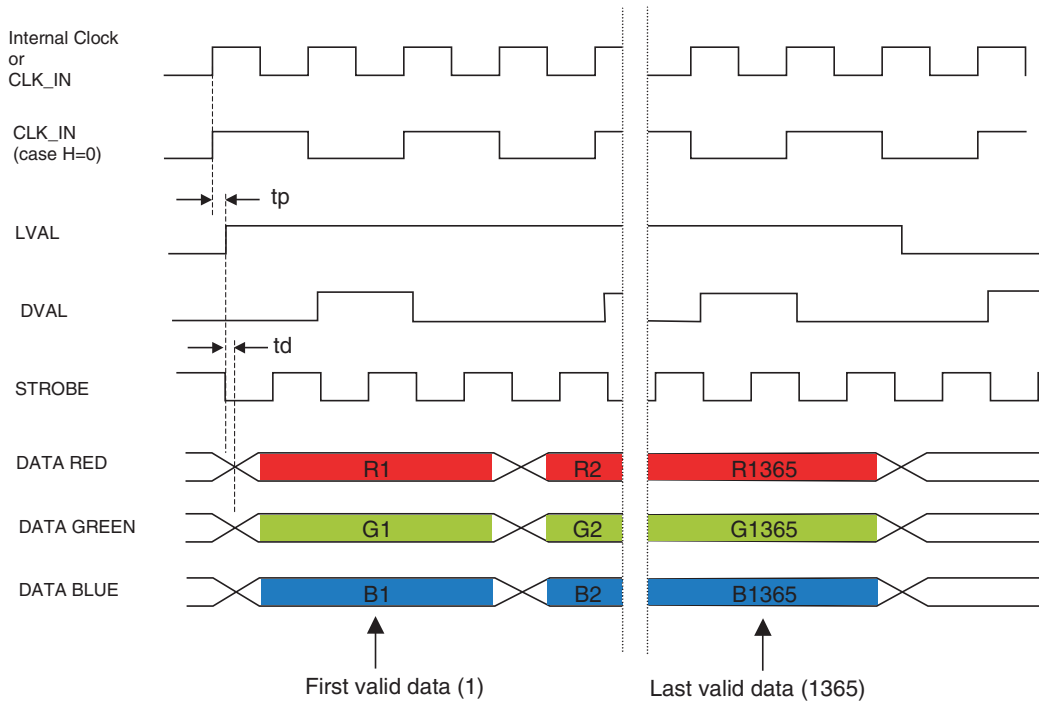 Internal Clock
or
CLK_IN
CLK_IN
(case H=0)
tp
LVAL
DVAL
td
STROBE
DATA RED
R1
R2
R1365
DATA GREEN
G1
G2
G1365
DATA BLUE
B1
B2
B1365
First valid data (1)
Last valid data (1365)